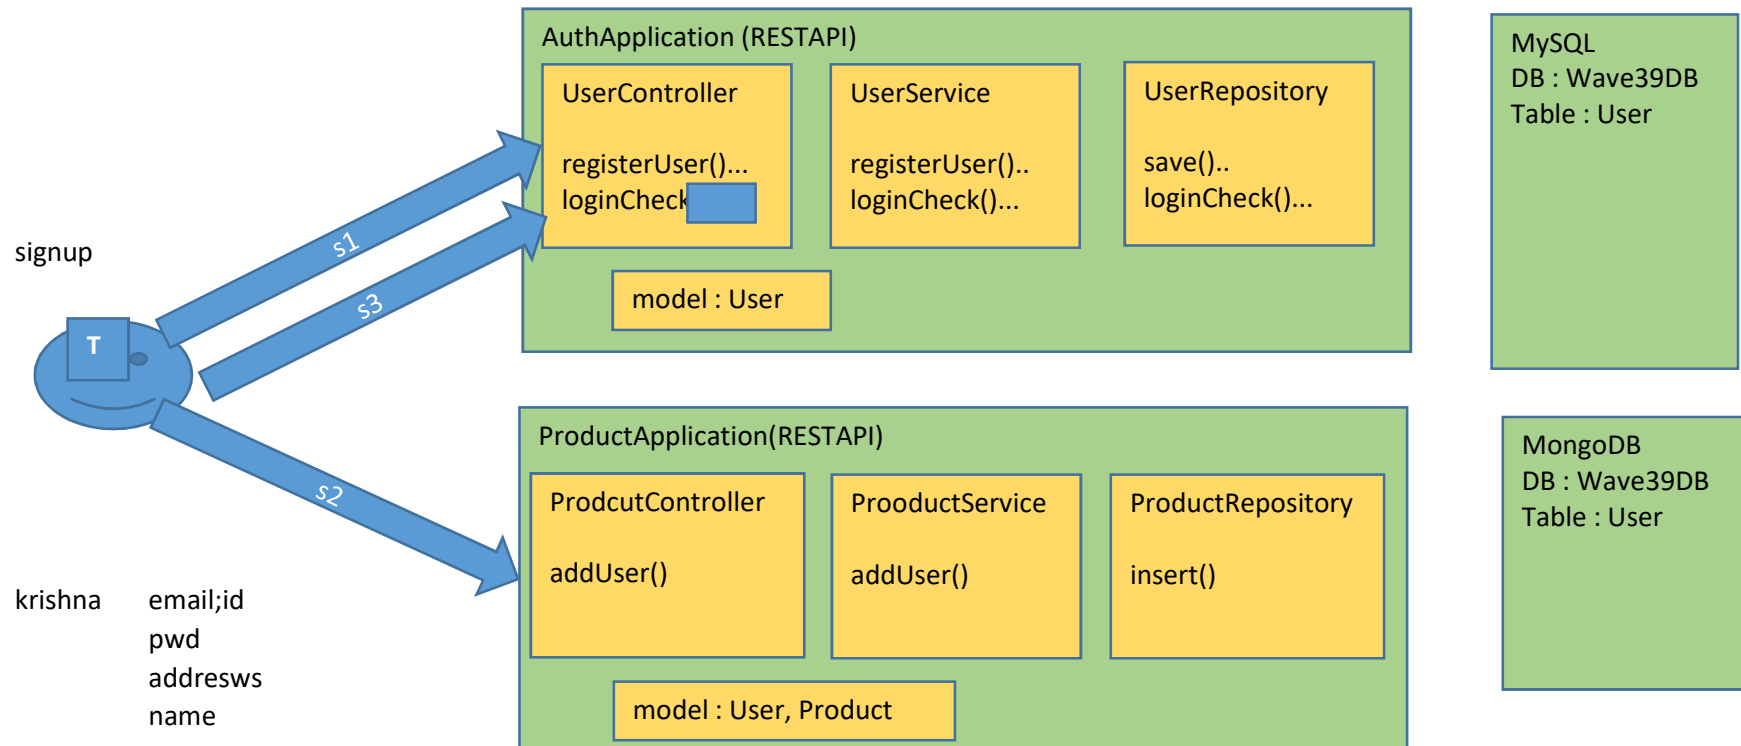 AuthApplication (RESTAPI)
UserController
registerUser()...
loginCheck
UserService
registerUser()..
loginCheck()...
UserRepository
save()..
loginCheck()...
model : User
MySQL
DB : Wave39DB
Table : User
signup
s1
s3
T
s2
ProductApplication(RESTAPI)
ProdcutController
addUser()
ProoductService
addUser()
ProductRepository
insert()
model : User, Product
MongoDB
DB : Wave39DB
Table : User
krishna email;id
pwd
addresws
name